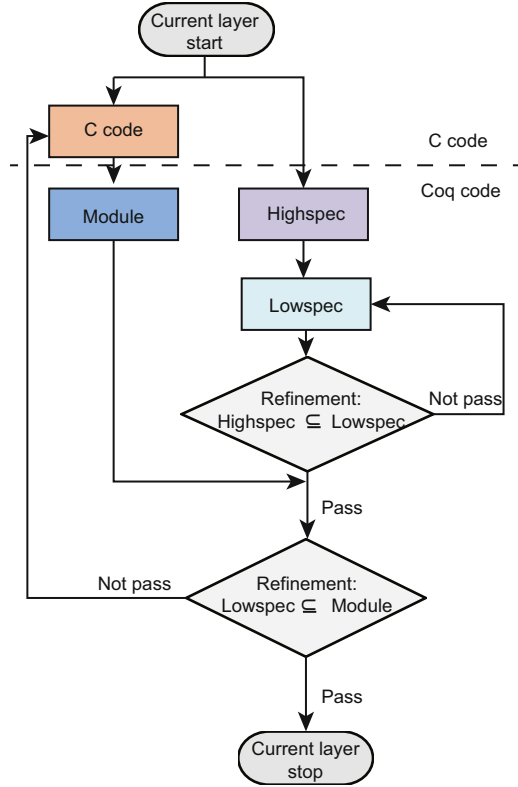 Current layer
start
C code
C code
Coq code
Module
Highspec
Lowspec
Refinement:
Highspec ⊆ Lowspec
Not pass
Pass
Not pass
Refinement:
Lowspec ⊆ Module
Pass
Current layer
stop